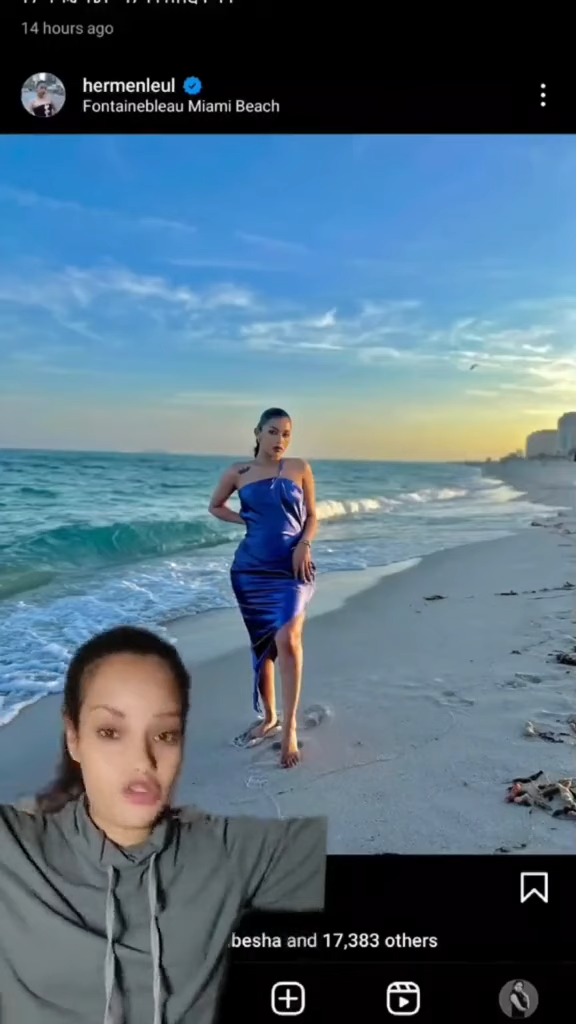 14 hours ago
hermenleul
Fontainebleau Miami Beach
besha and 17,383 others